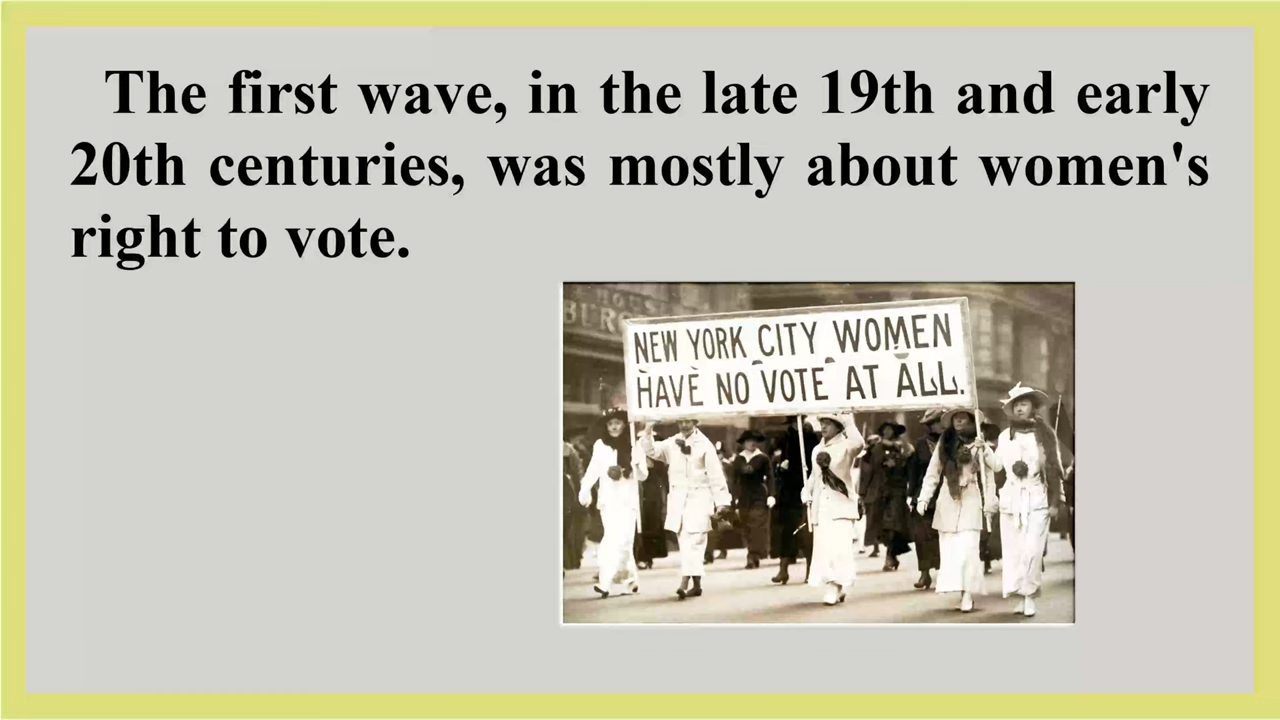 The first wave, in the late 19th and early
20th centuries, was mostly about women's
right to vote.
NEW YORK CITY WOMEN
HAVE NO VOTE AT ALL.